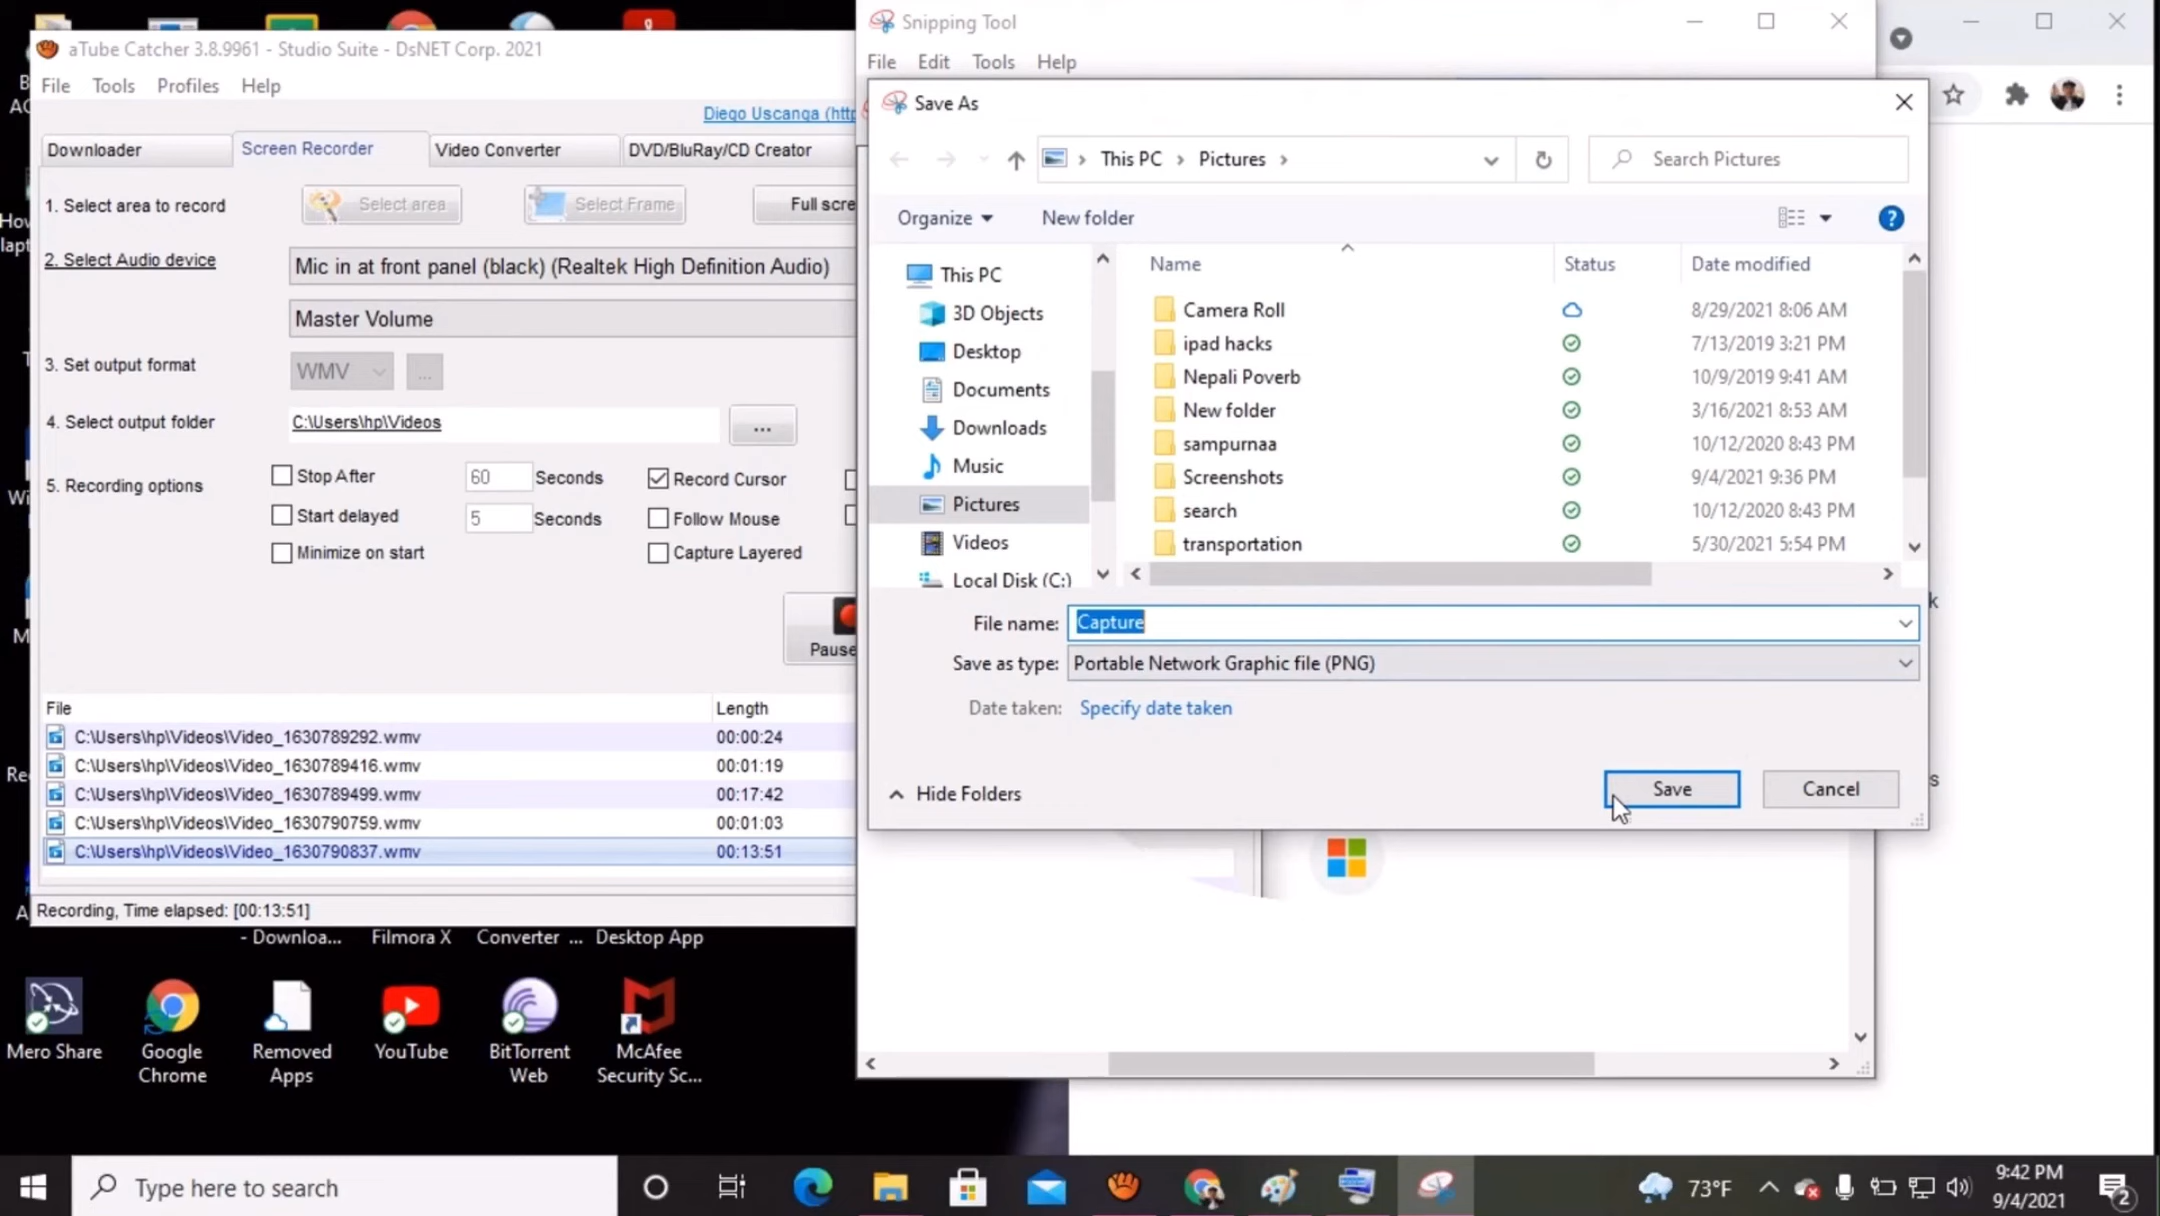 aTube Catcher 3.8.9961 - Studio Suite - DsNET Corp. 2021
File Tools Profiles Help
Diego Uscanga (http
Downloader Screen Recorder Video Converter DVD/BluRay/CD Creator
1. Select area to record Select area Select Frame Full scre
2. Select Audio device Mic in at front panel (black) (Realtek High Definition Audio)
Master Volume
3. Set output format WMV ...
4. Select output folder C:\Users\hp\Videos ...
5. Recording options Stop After 60 Seconds Record Cursor
Start delayed 5 Seconds Follow Mouse
Minimize on start Capture Layered
Pause
File Length
C:\Users\hp\Videos\Video_1630789292.wmv 00:00:24
C:\Users\hp\Videos\Video_1630789416.wmv 00:01:19
C:\Users\hp\Videos\Video_1630789499.wmv 00:17:42
C:\Users\hp\Videos\Video_1630790759.wmv 00:01:03
C:\Users\hp\Videos\Video_1630790837.wmv 00:13:51
Recording, Time elapsed: [00:13:51]
Snipping Tool
File Edit Tools Help
Save As
This PC Pictures Search Pictures
Organize New folder
This PC
3D Objects
Desktop
Documents
Downloads
Music
Pictures
Videos
Local Disk (C:)
Name Status Date modified
Camera Roll 8/29/2021 8:06 AM
ipad hacks 7/13/2019 3:21 PM
Nepali Poverb 10/9/2019 9:41 AM
New folder 3/16/2021 8:53 AM
sampurnaa 10/12/2020 8:43 PM
Screenshots 9/4/2021 9:36 PM
search 10/12/2020 8:43 PM
transportation 5/30/2021 5:54 PM
File name: Capture
Save as type: Portable Network Graphic file (PNG)
Date taken: Specify date taken
Hide Folders Save Cancel
- Downloa... Filmora X Converter ... Desktop App
Mero Share Google Chrome Removed Apps YouTube BitTorrent Web McAfee Security Sc...
Type here to search
73°F
9:42 PM
9/4/2021
2